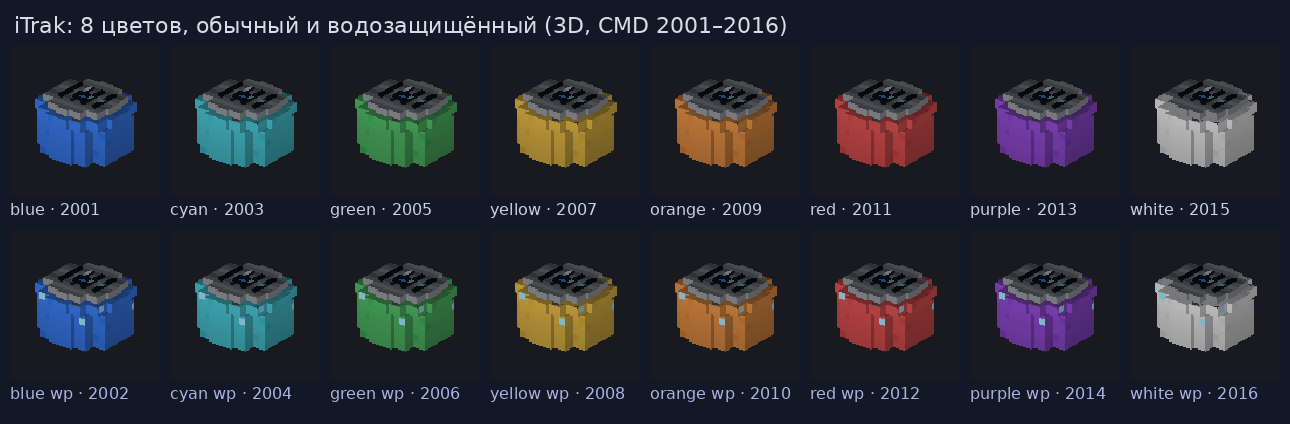 iTrak: 8 цветов, обычный и водозащищённый (3D, CMD 2001–2016)
blue · 2001 cyan · 2003 green · 2005 yellow · 2007 orange · 2009 red · 2011 purple · 2013 white · 2015
blue wp · 2002 cyan wp · 2004 green wp · 2006 yellow wp · 2008 orange wp · 2010 red wp · 2012 purple wp · 2014 white wp · 2016